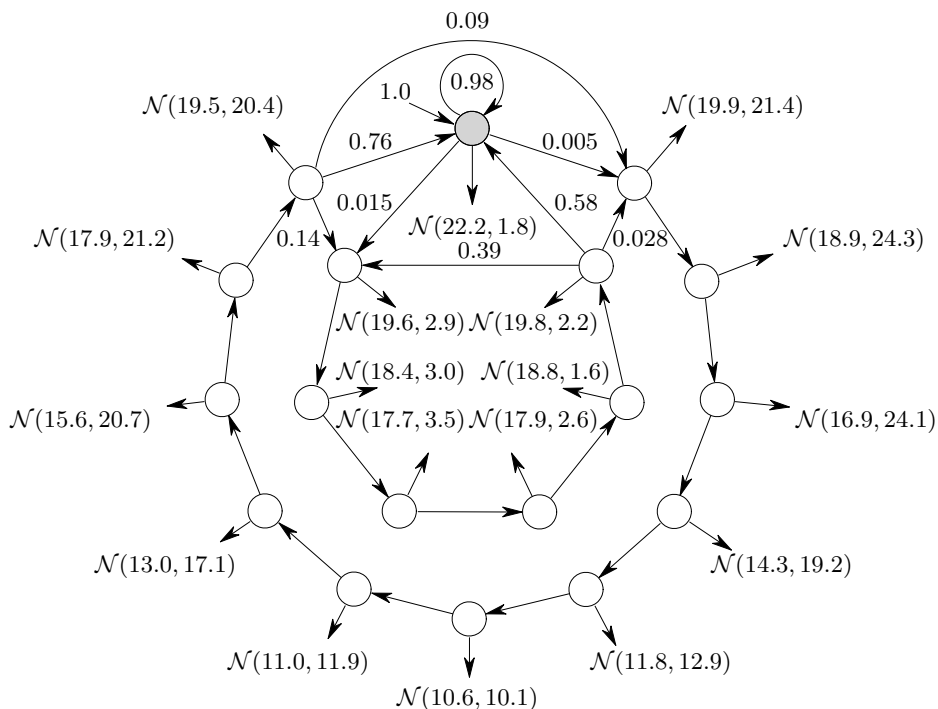 0.09
0.98
1.0
𝒩(19.5, 20.4)
𝒩(19.9, 21.4)
0.76
0.005
0.015
0.58
𝒩(22.2, 1.8)
0.14
0.028
𝒩(17.9, 21.2)
𝒩(18.9, 24.3)
0.39
𝒩(19.6, 2.9)
𝒩(19.8, 2.2)
𝒩(18.4, 3.0)
𝒩(18.8, 1.6)
𝒩(15.6, 20.7)
𝒩(17.7, 3.5)
𝒩(17.9, 2.6)
𝒩(16.9, 24.1)
𝒩(13.0, 17.1)
𝒩(14.3, 19.2)
𝒩(11.0, 11.9)
𝒩(11.8, 12.9)
𝒩(10.6, 10.1)